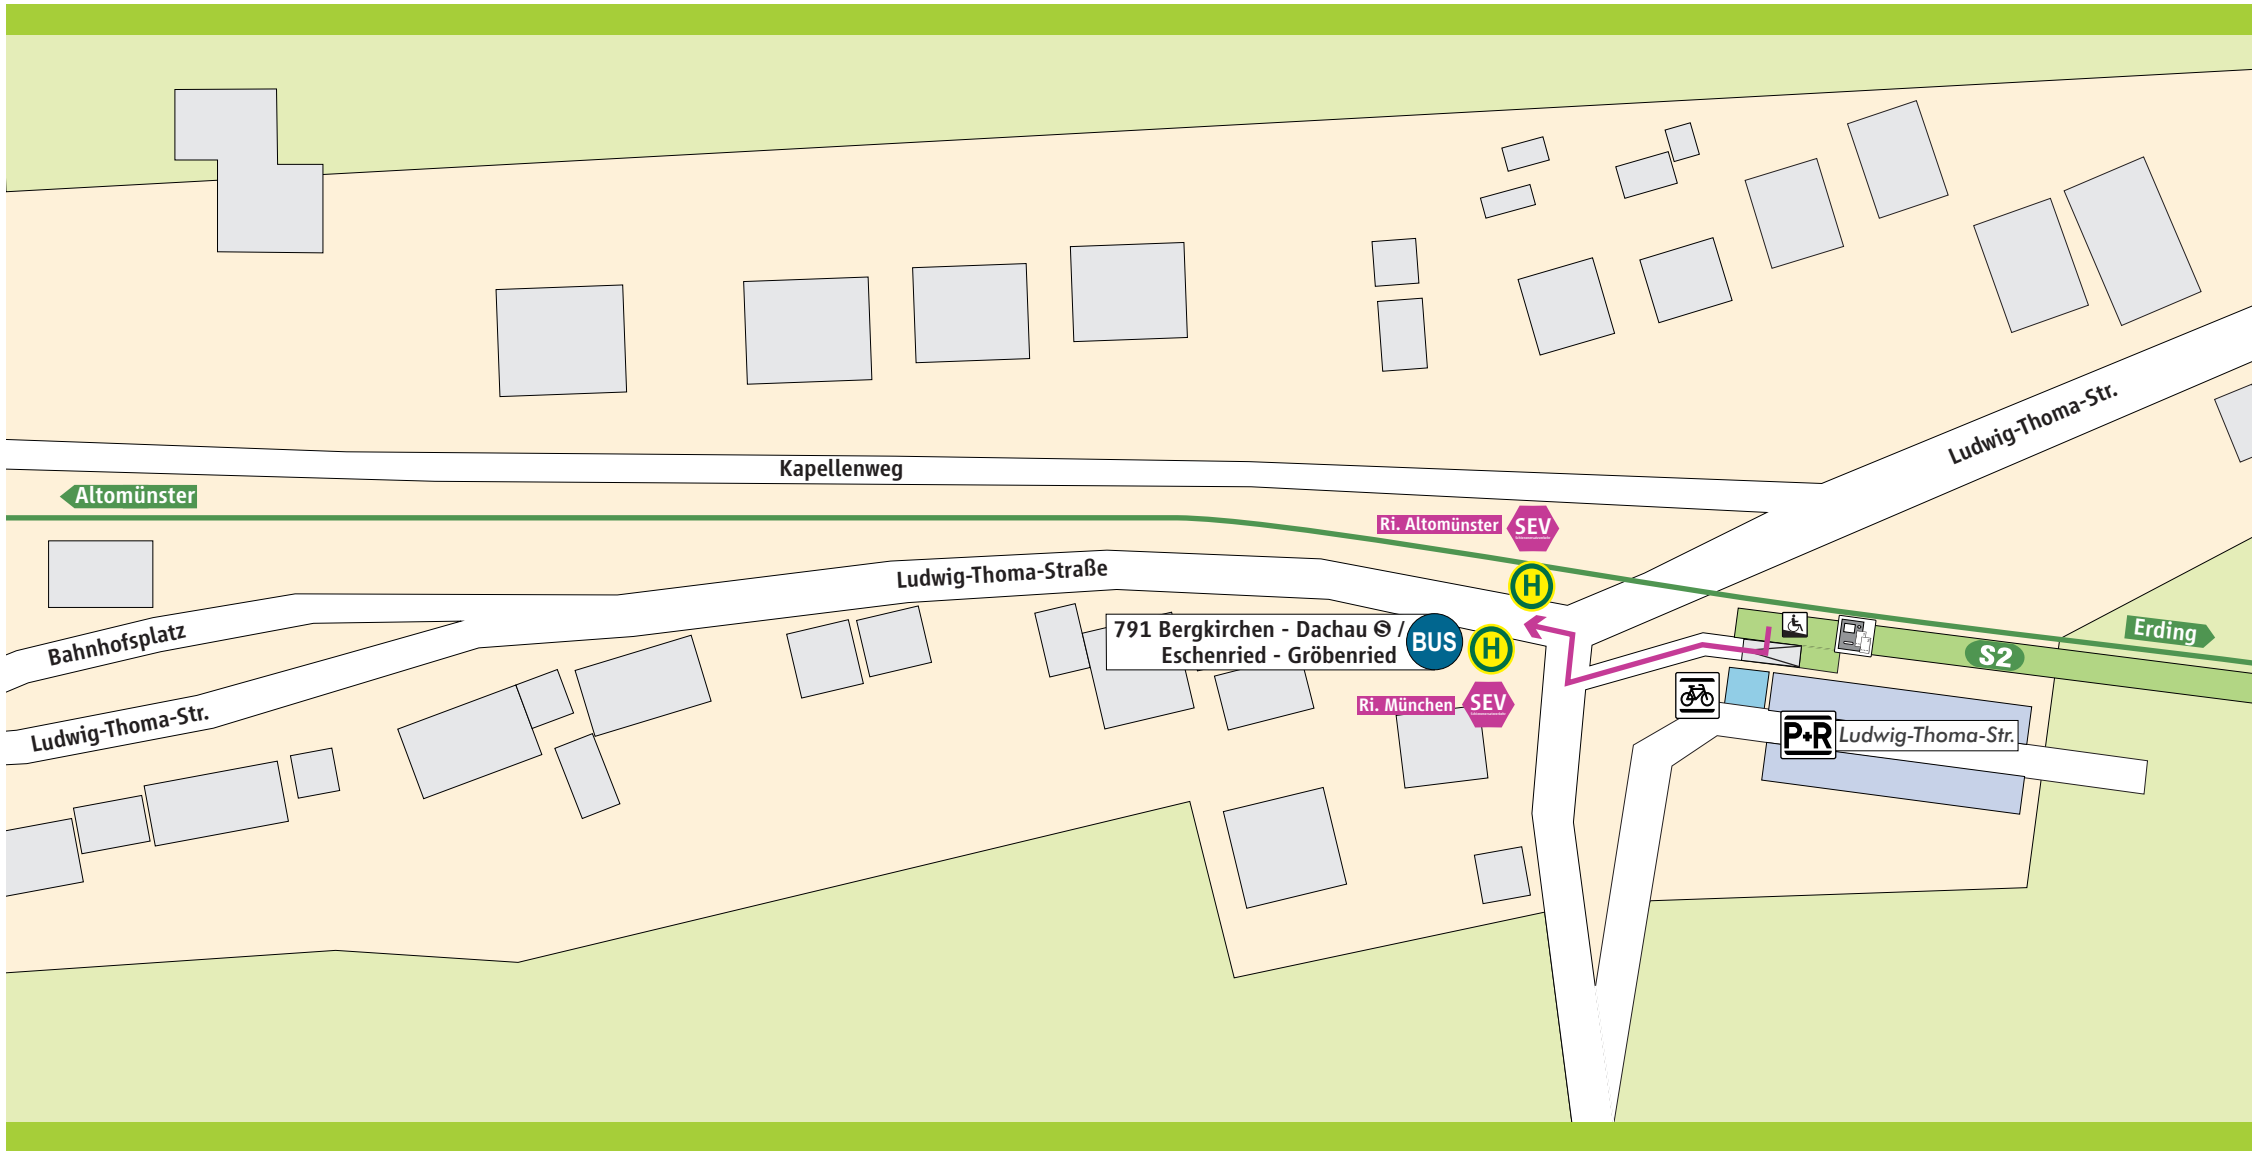 Ludwig-Thoma-Str.
Kapellenweg
Altomünster
Ri. Altomünster
SEV
Ludwig-Thoma-Straße
H
791 Bergkirchen - Dachau S /
Eschenried - Gröbenried
BUS
H
Erding
S2
Bahnhofsplatz
Ri. München
SEV
Ludwig-Thoma-Str.
P+R
Ludwig-Thoma-Str.